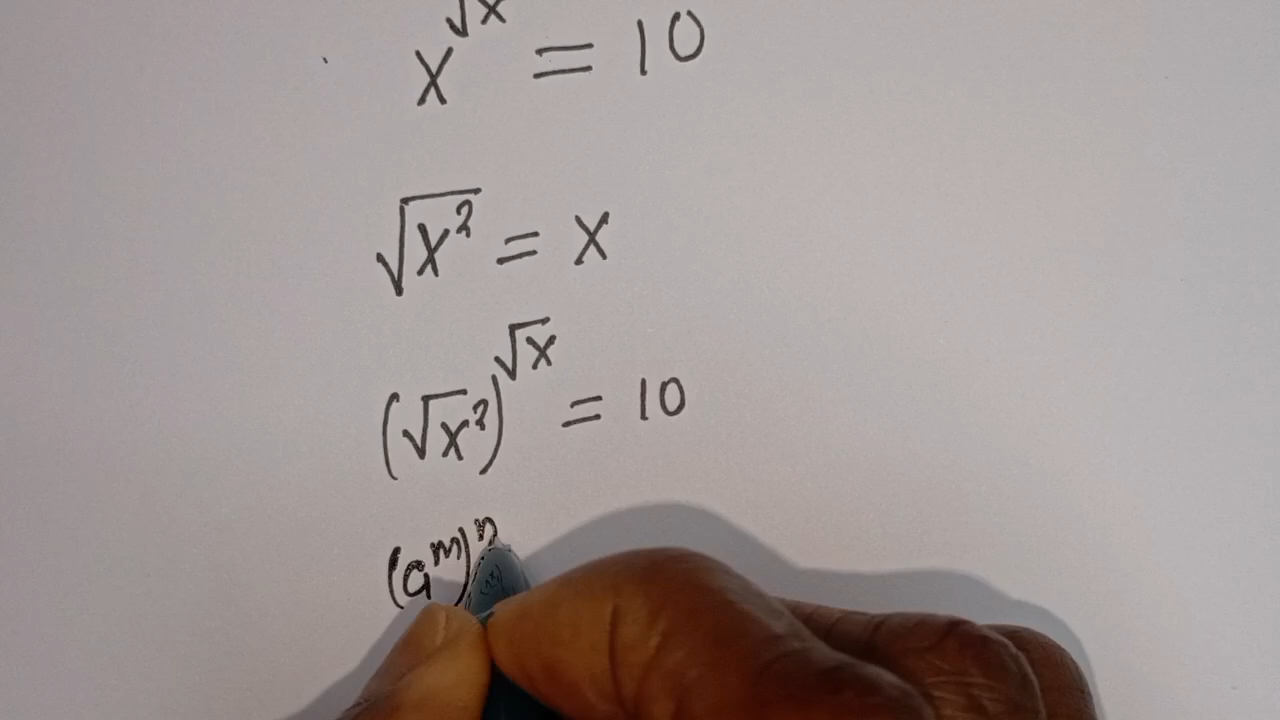 x^√x = 10
√x² = x
(√x²)^√x = 10
(a^m)^n